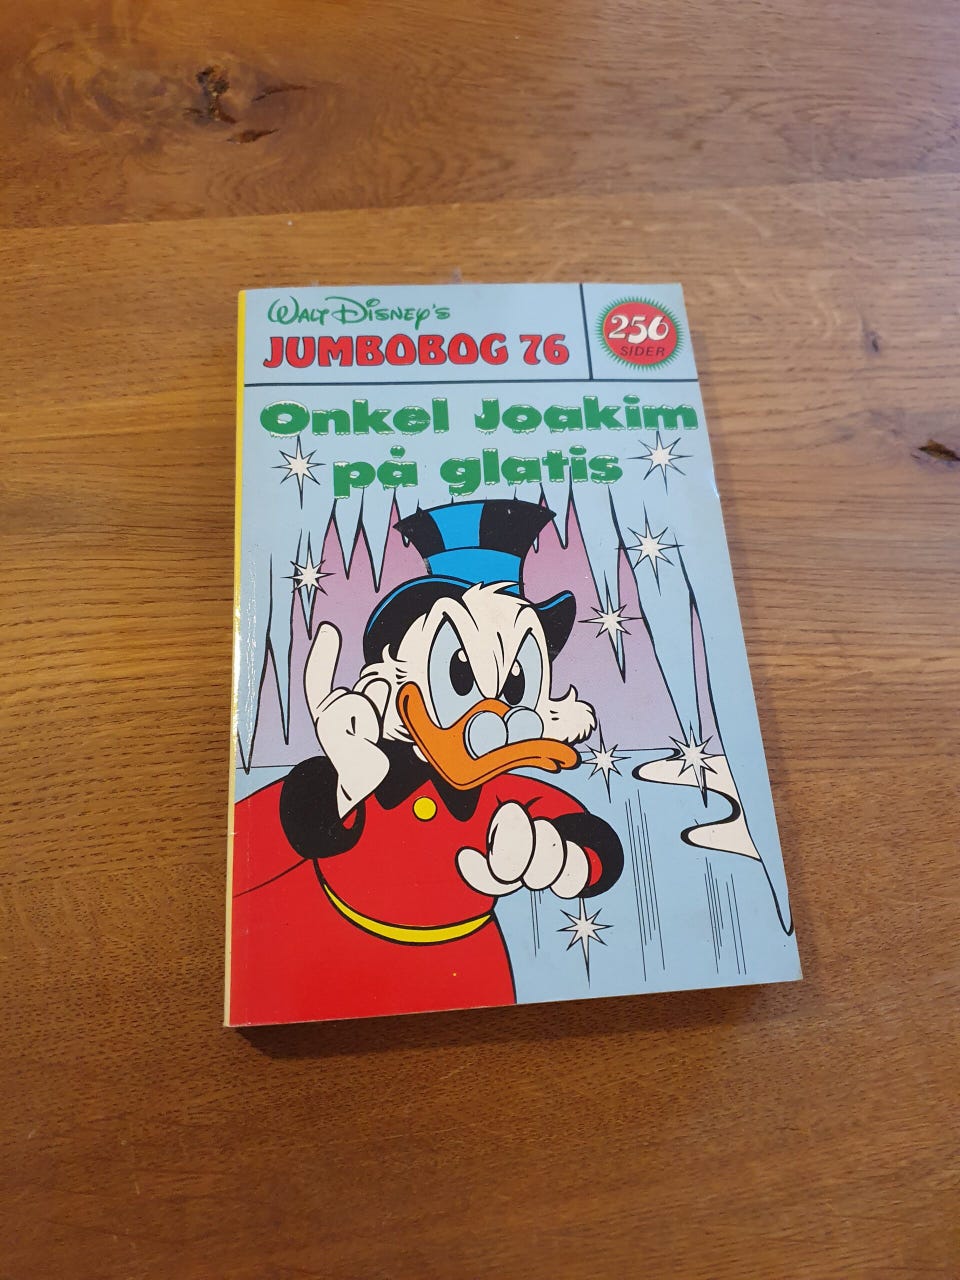 WALT DISNEY'S
JUMBOBOG 76
256
SIDER
Onkel Joakim
på glatis